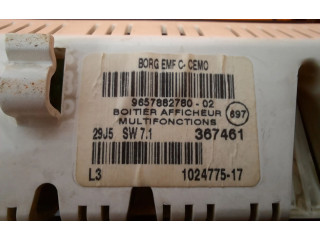 BORG EMF C- CEMO
9657882780 - 02
BOITIER AFFICHEUR
MULTIFONCTIONS
697
29J5 SW 7.1 367461
L3 1024775-17